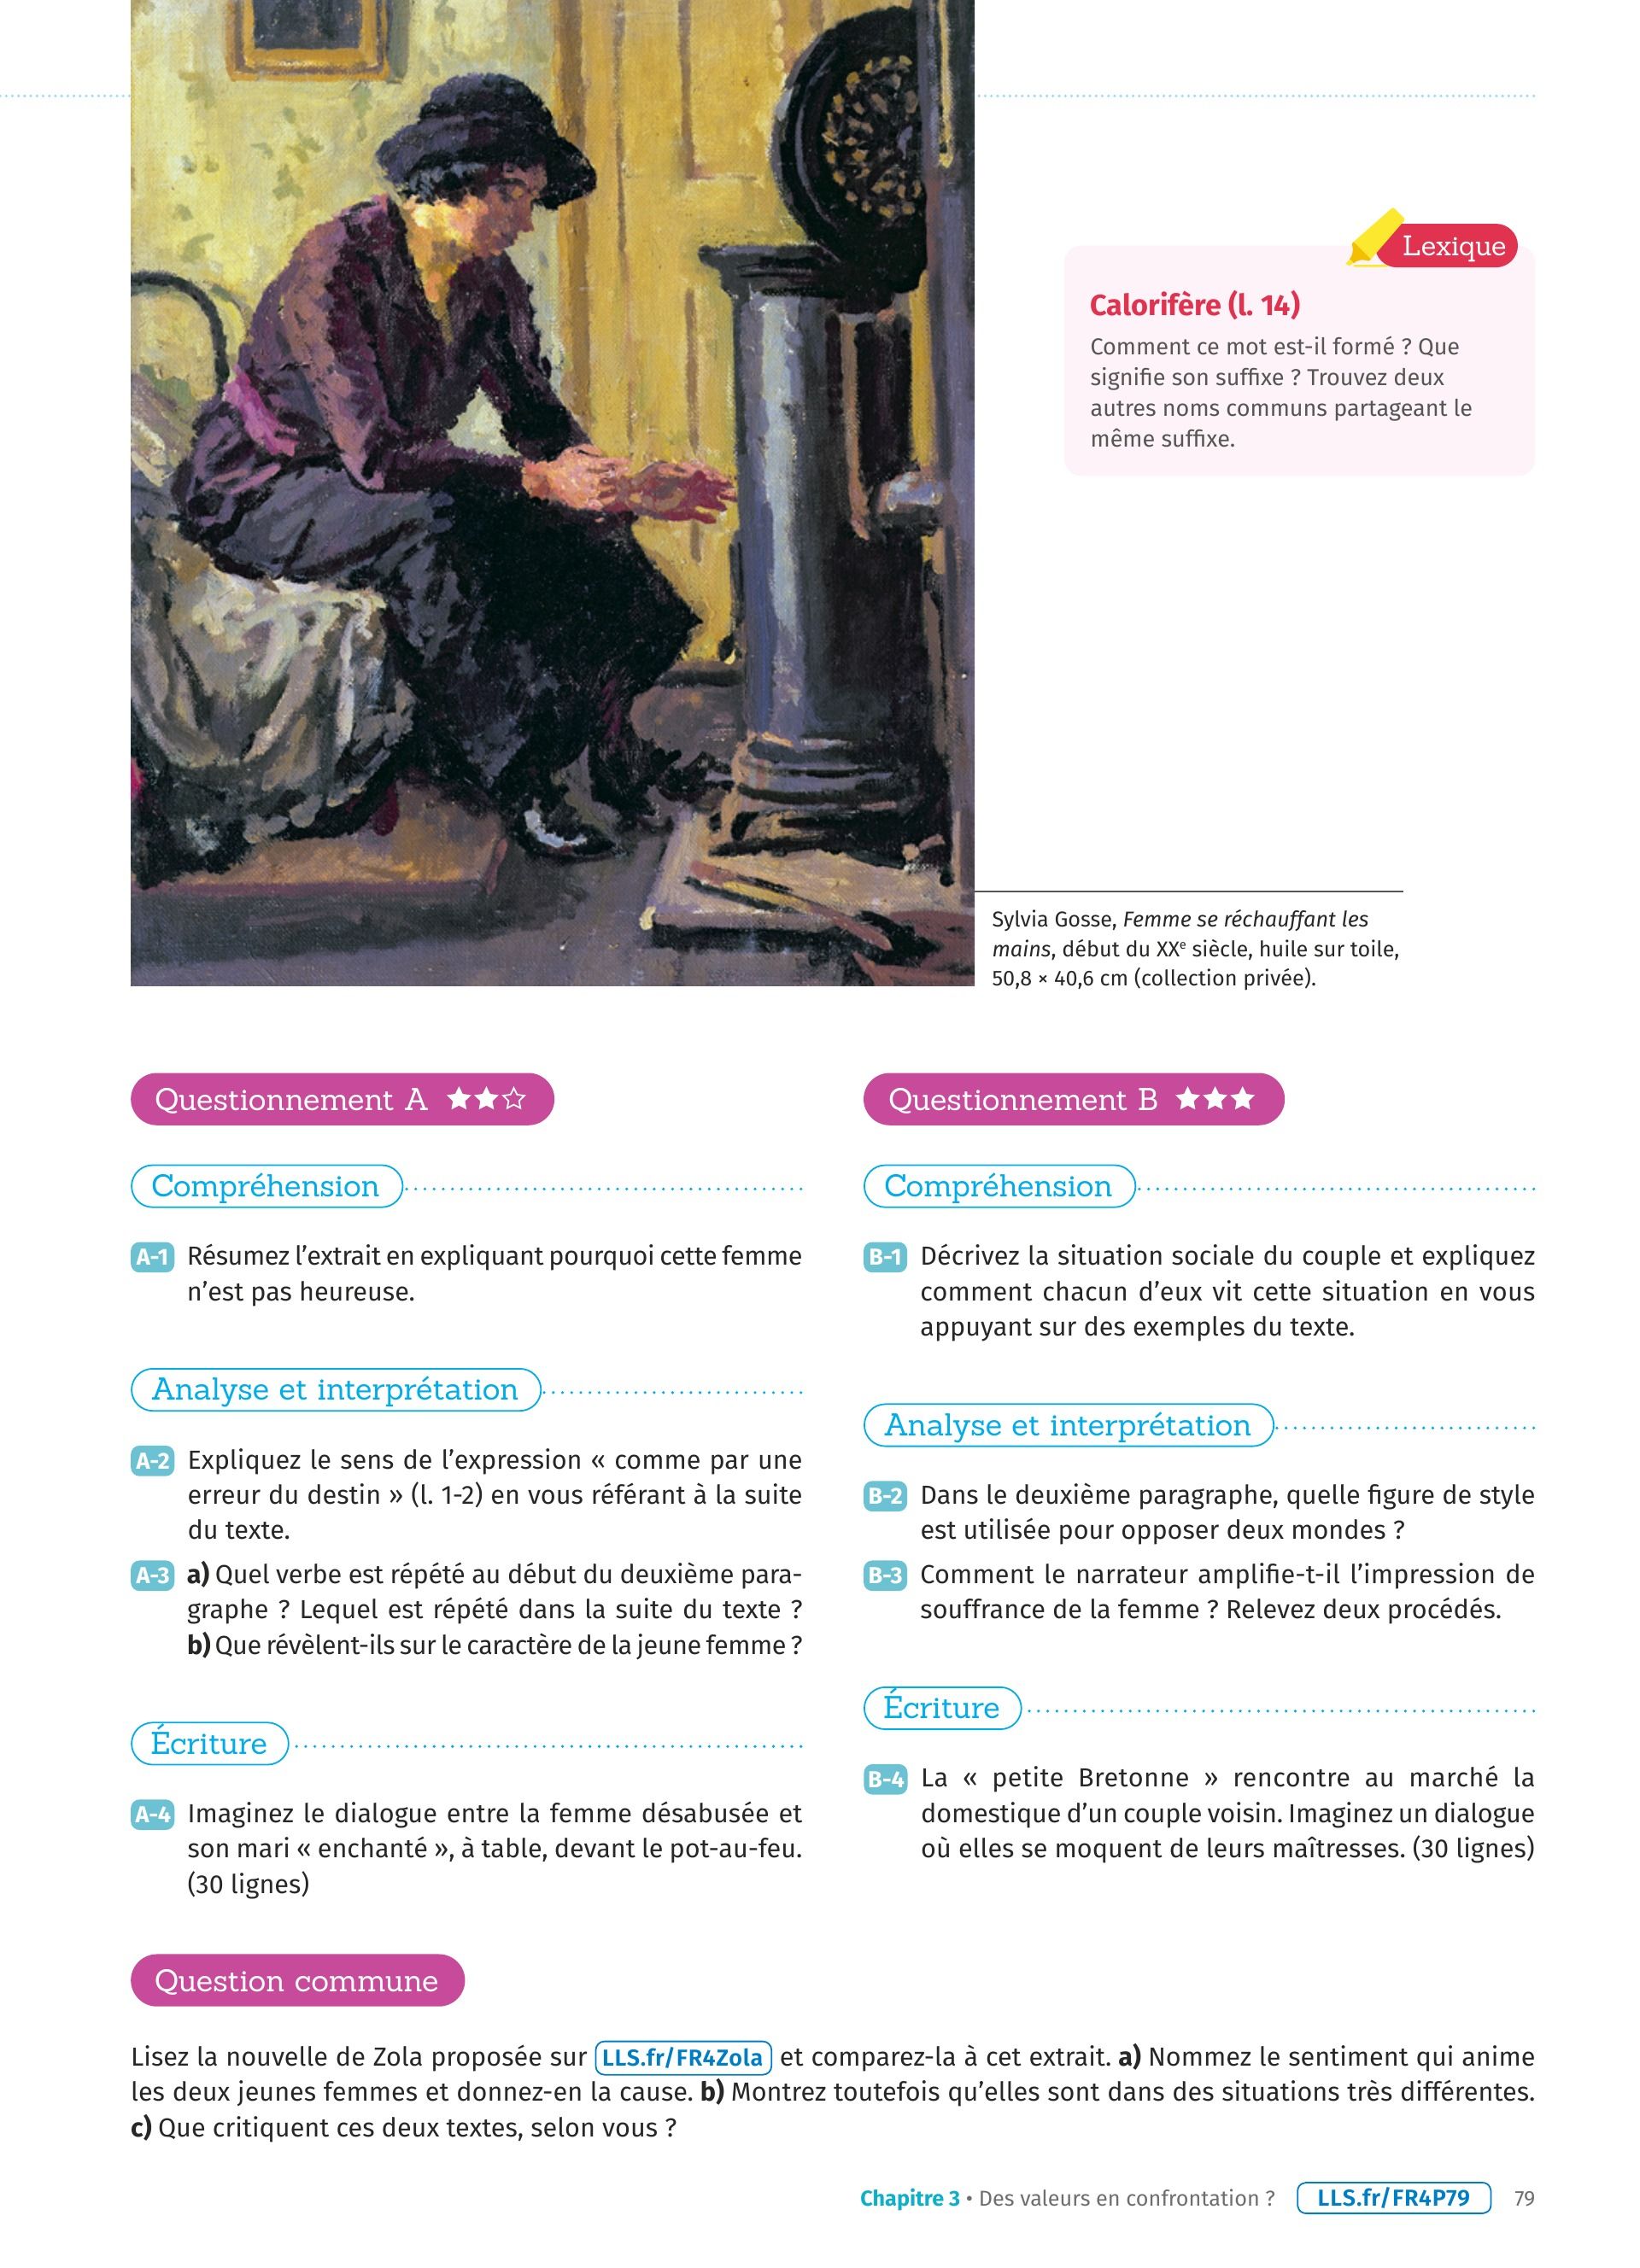 Lexique
Calorifère (l. 14)
Comment ce mot est-il formé ? Que
signifie son suffixe ? Trouvez deux
autres noms communs partageant le
même suffixe.
Sylvia Gosse, Femme se réchauffant les
mains, début du XXe siècle, huile sur toile,
50,8 × 40,6 cm (collection privée).
Questionnement A ★★☆
Compréhension
A-1 Résumez l’extrait en expliquant pourquoi cette femme
n’est pas heureuse.
Analyse et interprétation
A-2 Expliquez le sens de l’expression « comme par une
erreur du destin » (l. 1-2) en vous référant à la suite
du texte.
A-3 a) Quel verbe est répété au début du deuxième para-
graphe ? Lequel est répété dans la suite du texte ?
b) Que révèlent-ils sur le caractère de la jeune femme ?
Écriture
A-4 Imaginez le dialogue entre la femme désabusée et
son mari « enchanté », à table, devant le pot-au-feu.
(30 lignes)
Questionnement B ★★★
Compréhension
B-1 Décrivez la situation sociale du couple et expliquez
comment chacun d’eux vit cette situation en vous
appuyant sur des exemples du texte.
Analyse et interprétation
B-2 Dans le deuxième paragraphe, quelle figure de style
est utilisée pour opposer deux mondes ?
B-3 Comment le narrateur amplifie-t-il l’impression de
souffrance de la femme ? Relevez deux procédés.
Écriture
B-4 La « petite Bretonne » rencontre au marché la
domestique d’un couple voisin. Imaginez un dialogue
où elles se moquent de leurs maîtresses. (30 lignes)
Question commune
Lisez la nouvelle de Zola proposée sur LLS.fr/FR4Zola et comparez-la à cet extrait. a) Nommez le sentiment qui anime
les deux jeunes femmes et donnez-en la cause. b) Montrez toutefois qu’elles sont dans des situations très différentes.
c) Que critiquent ces deux textes, selon vous ?
Chapitre 3 • Des valeurs en confrontation ? LLS.fr/FR4P79 79